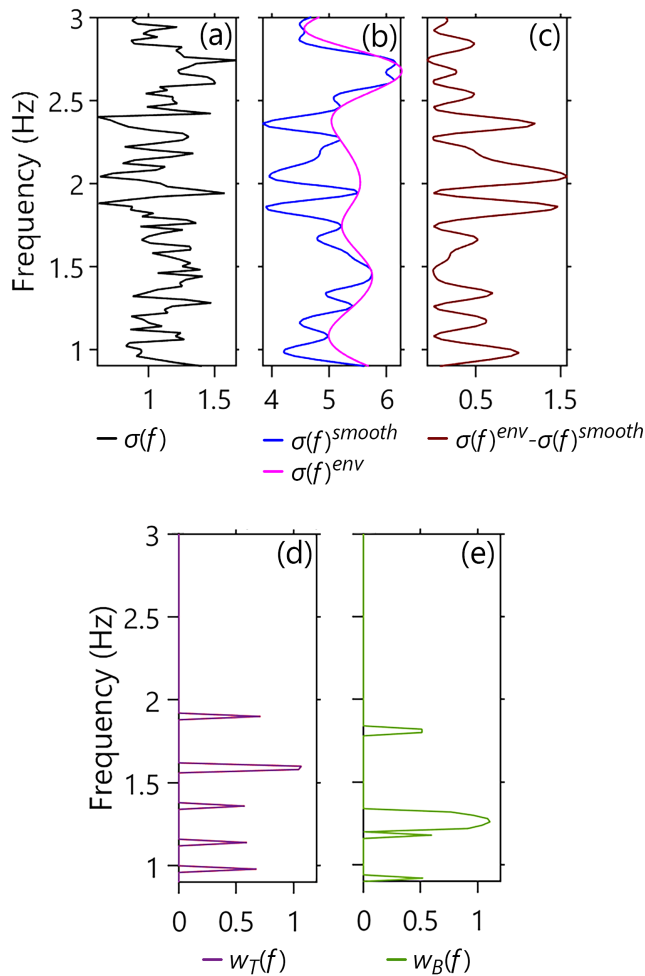 (a) (b) (c)
3
2.5
2
1.5
1
Frequency (Hz)
1 1.5 4 5 6 0.5 1 1.5
σ(f) σ(f)^smooth σ(f)^env-σ(f)^smooth
σ(f)^env
(d) (e)
3
2.5
2
1.5
1
Frequency (Hz)
0 0.5 1 0 0.5 1
w_T(f) w_B(f)